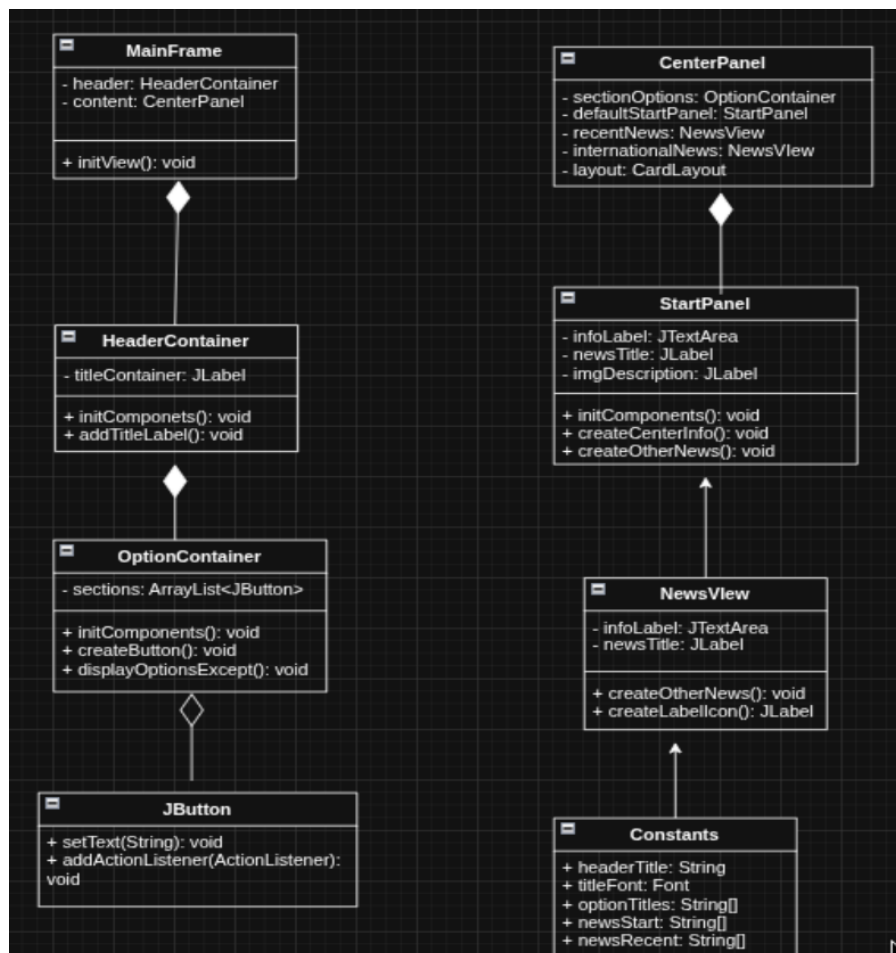 MainFrame
- header: HeaderContainer
- content: CenterPanel
+ initView(): void
HeaderContainer
- titleContainer: JLabel
+ initComponets(): void
+ addTitleLabel(): void
OptionContainer
- sections: ArrayList<JButton>
+ initComponents(): void
+ createButton(): void
+ displayOptionsExcept(): void
JButton
+ setText(String): void
+ addActionListener(ActionListener):
void
CenterPanel
- sectionOptions: OptionContainer
- defaultStartPanel: StartPanel
- recentNews: NewsView
- internationalNews: NewsVIew
- layout: CardLayout
StartPanel
- infoLabel: JTextArea
- newsTitle: JLabel
- imgDescription: JLabel
+ initComponents(): void
+ createCenterInfo(): void
+ createOtherNews(): void
NewsVIew
- infoLabel: JTextArea
- newsTitle: JLabel
+ createOtherNews(): void
+ createLabelIcon(): JLabel
Constants
+ headerTitle: String
+ titleFont: Font
+ optionTitles: String[]
+ newsStart: String[]
+ newsRecent: String[]